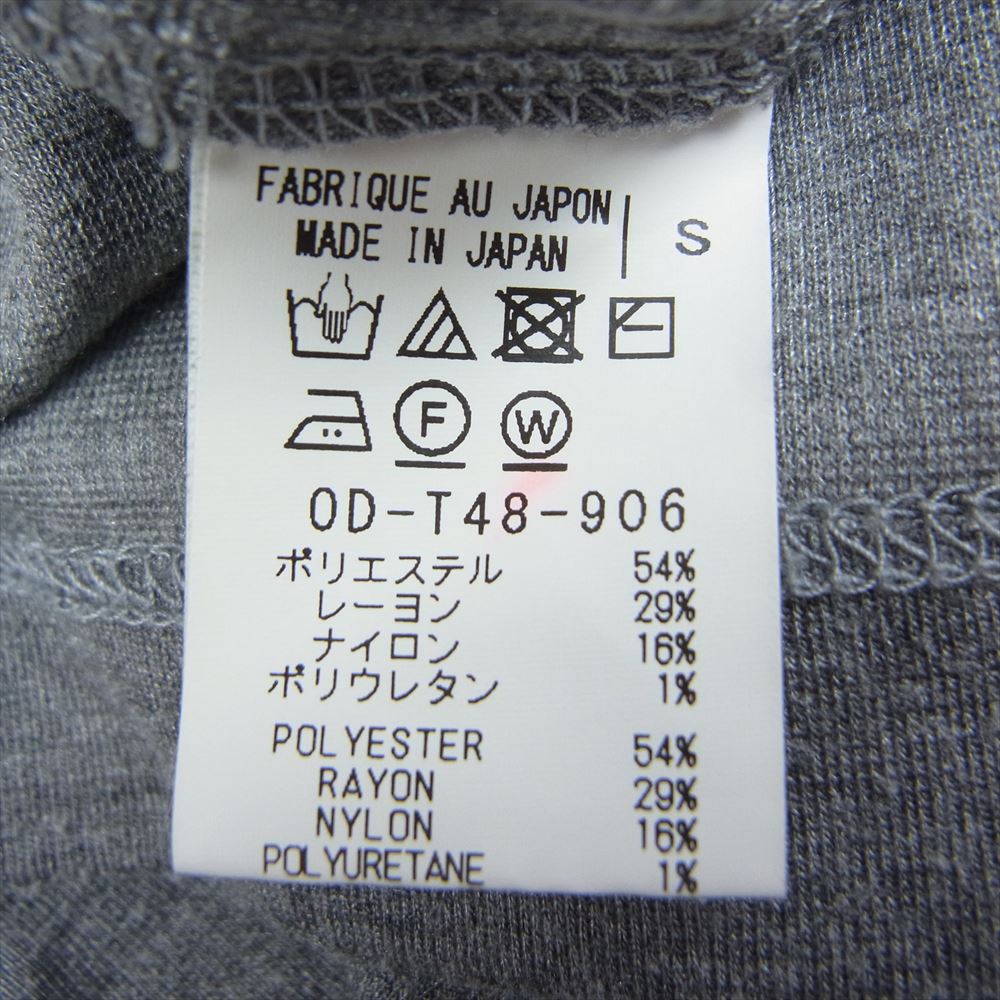 FABRIQUE AU JAPON
MADE IN JAPAN
S
F W
OD-T48-906
ポリエステル 54%
レーヨン 29%
ナイロン 16%
ポリウレタン 1%
POLYESTER 54%
RAYON 29%
NYLON 16%
POLYURETANE 1%